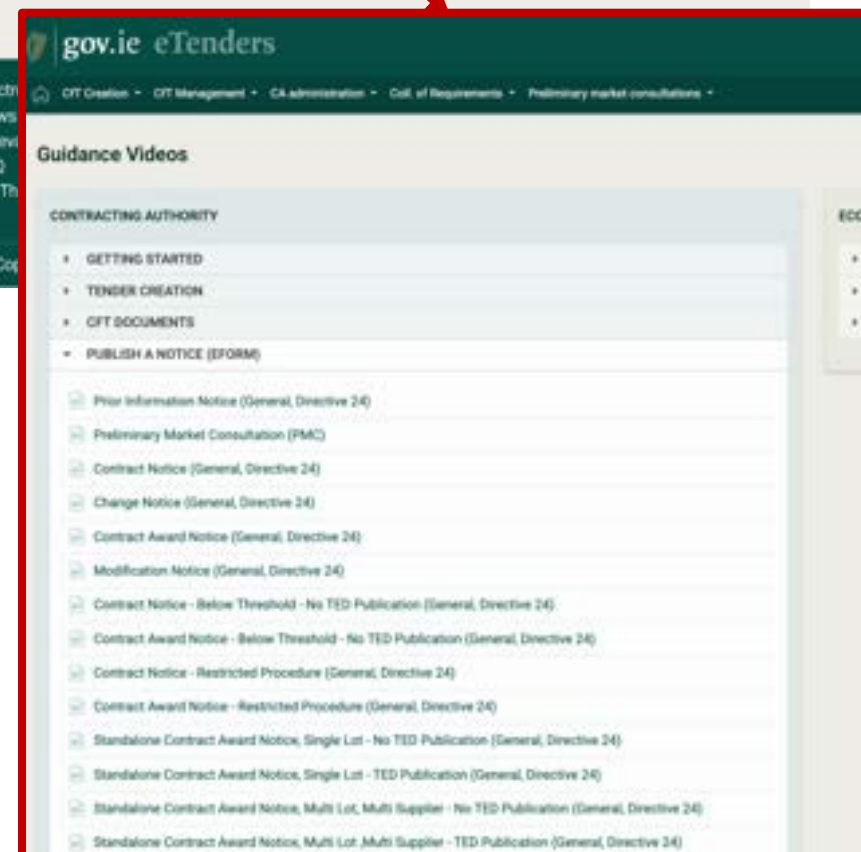 gov.ie eTenders
CfT Creation CfT Management CA administration Coll. of Requirements Preliminary market consultations
Guidance Videos
CONTRACTING AUTHORITY
GETTING STARTED
TENDER CREATION
CFT DOCUMENTS
PUBLISH A NOTICE (EFORM)
Prior Information Notice (General, Directive 24)
Preliminary Market Consultation (PMC)
Contract Notice (General, Directive 24)
Change Notice (General, Directive 24)
Contract Award Notice (General, Directive 24)
Modification Notice (General, Directive 24)
Contract Notice - Below Threshold - No TED Publication (General, Directive 24)
Contract Award Notice - Below Threshold - No TED Publication (General, Directive 24)
Contract Notice - Restricted Procedure (General, Directive 24)
Contract Award Notice - Restricted Procedure (General, Directive 24)
Standalone Contract Award Notice, Single Lot - No TED Publication (General, Directive 24)
Standalone Contract Award Notice, Single Lot - TED Publication (General, Directive 24)
Standalone Contract Award Notice, Multi Lot, Multi Supplier - No TED Publication (General, Directive 24)
Standalone Contract Award Notice, Multi Lot ,Multi Supplier - TED Publication (General, Directive 24)